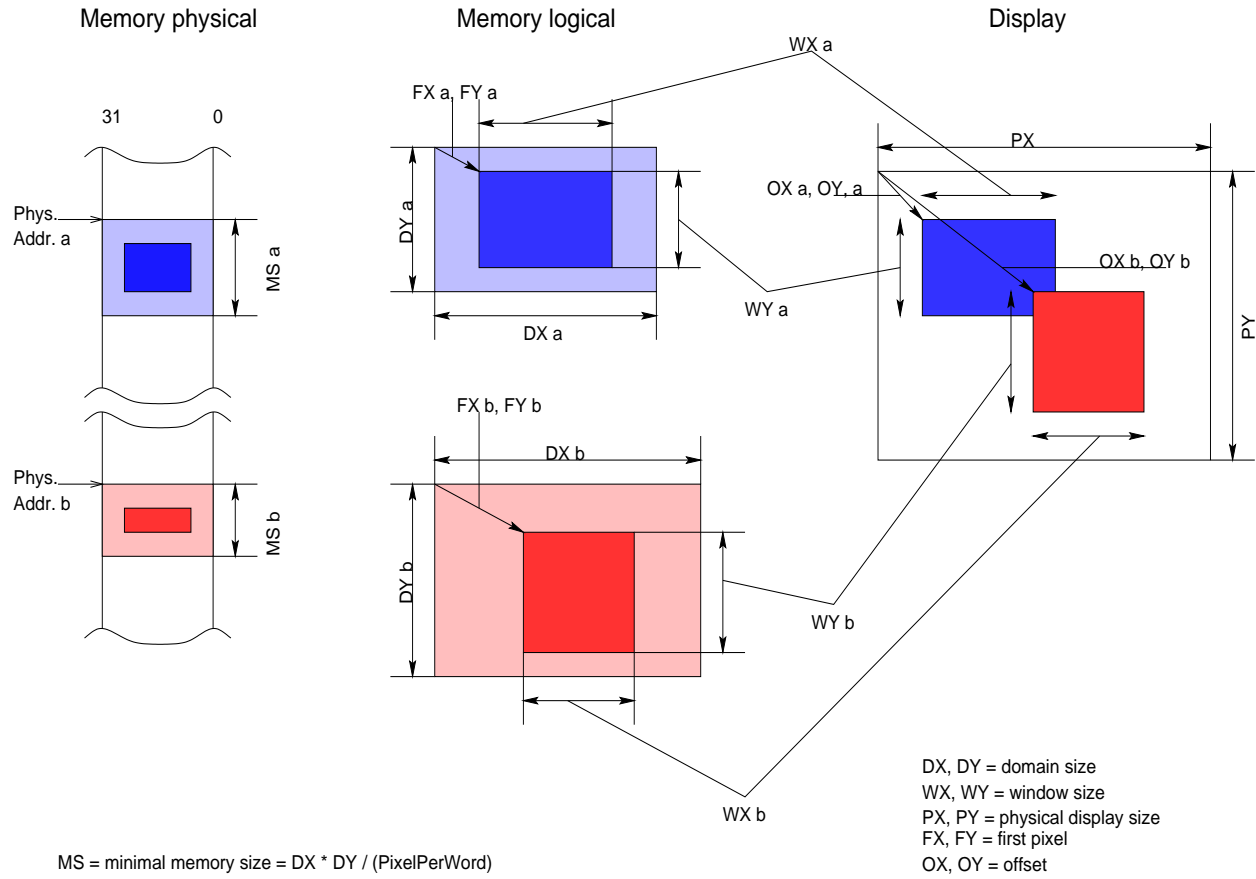 Memory physical
Memory logical
Display
WX a
FX a, FY a
31
0
PX
OX a, OY, a
Phys.
Addr. a
MS a
DY a
OX b, OY b
WY a
DX a
PY
FX b, FY b
DX b
Phys.
Addr. b
MS b
DY b
WY b
WX b
DX, DY = domain size
WX, WY = window size
PX, PY = physical display size
FX, FY = first pixel
OX, OY = offset
MS = minimal memory size = DX * DY / (PixelPerWord)